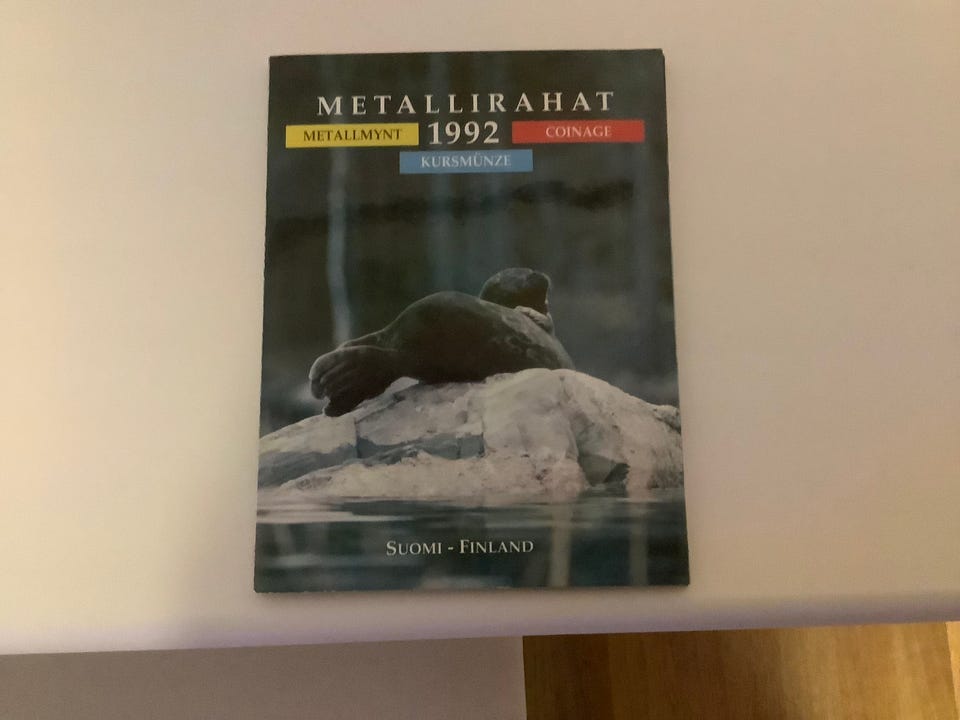 METALLIRAHAT
METALLMYNT 1992 COINAGE
KURSMÜNZE
SUOMI - FINLAND